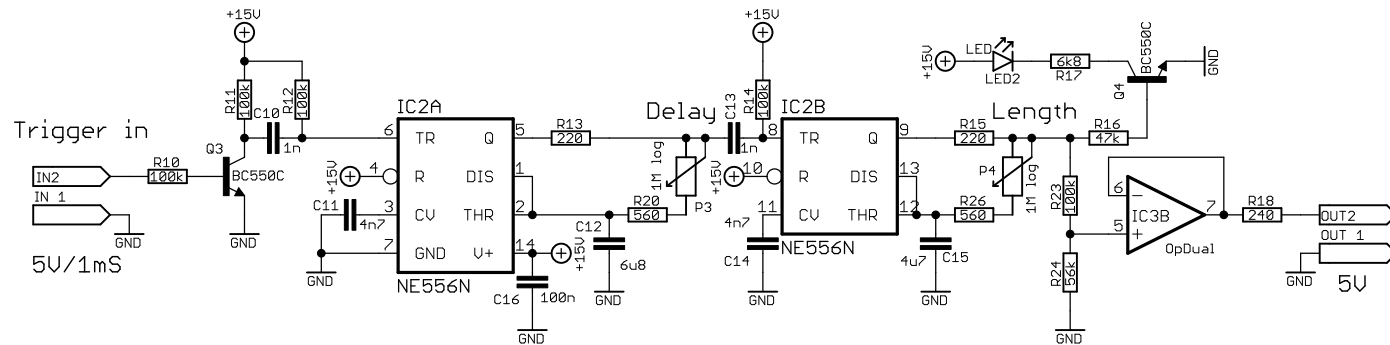 Trigger in
IN2
IN 1
GND
5V/1mS
R10
100k
Q3
BC550C
GND
+15V
R11
100k
R12
100k
C10
1n
IC2A
6
TR
Q
5
4
R
DIS
1
3
CV
THR
2
7
GND
V+
14
NE556N
+15V
C11
4n7
GND
+15V
C16
100n
GND
R13
220
Delay
1M log
P3
R20
560
C12
6u8
GND
C13
1n
+15V
R14
100k
IC2B
8
TR
Q
9
10
R
DIS
13
11
CV
THR
12
NE556N
+15V
4n7
C14
GND
R15
220
Length
P4
1M log
R26
560
C15
4u7
GND
+15V
LED
LED2
6k8
R17
Q4
BC550C
GND
R16
47k
R23
100k
R24
56k
GND
6
-
5
+
7
IC3B
OpDual
R18
240
OUT2
OUT 1
GND
5V